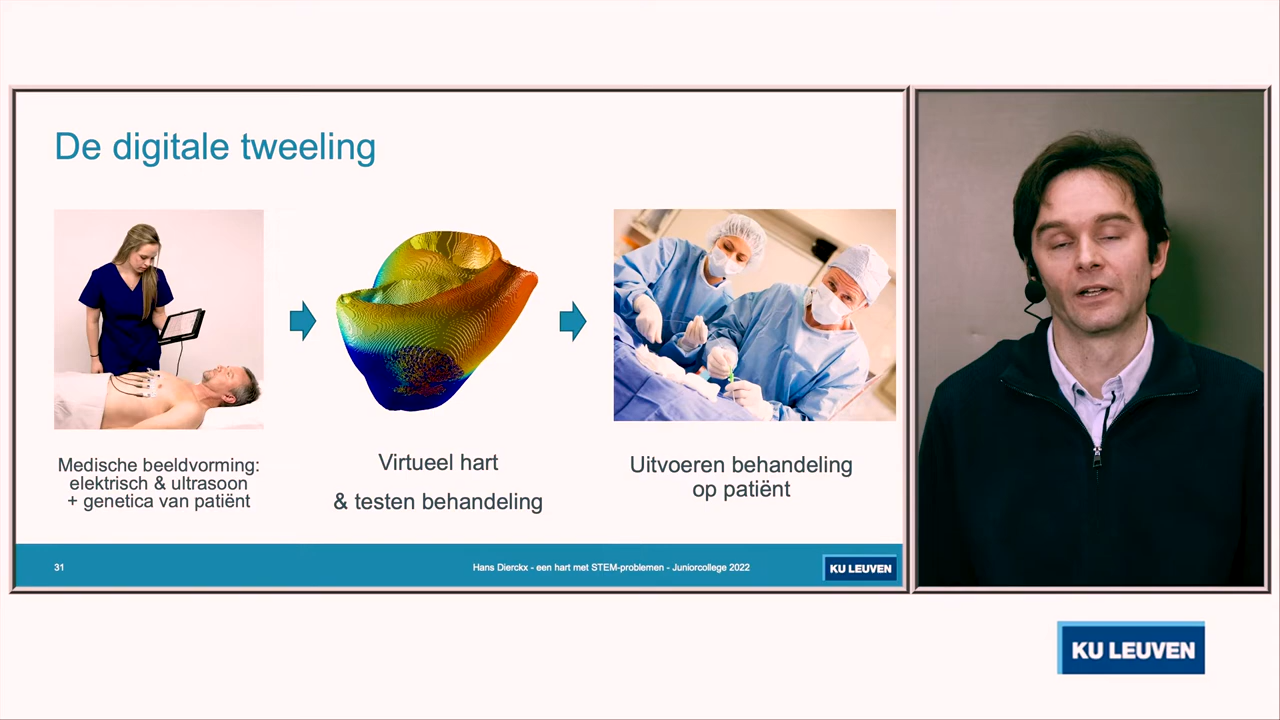 De digitale tweeling
Medische beeldvorming:
elektrisch & ultrasoon
+ genetica van patiënt
Virtueel hart
& testen behandeling
Uitvoeren behandeling
op patiënt
31
Hans Dierckx - een hart met STEM-problemen - Juniorcollege 2022
KU LEUVEN
KU LEUVEN